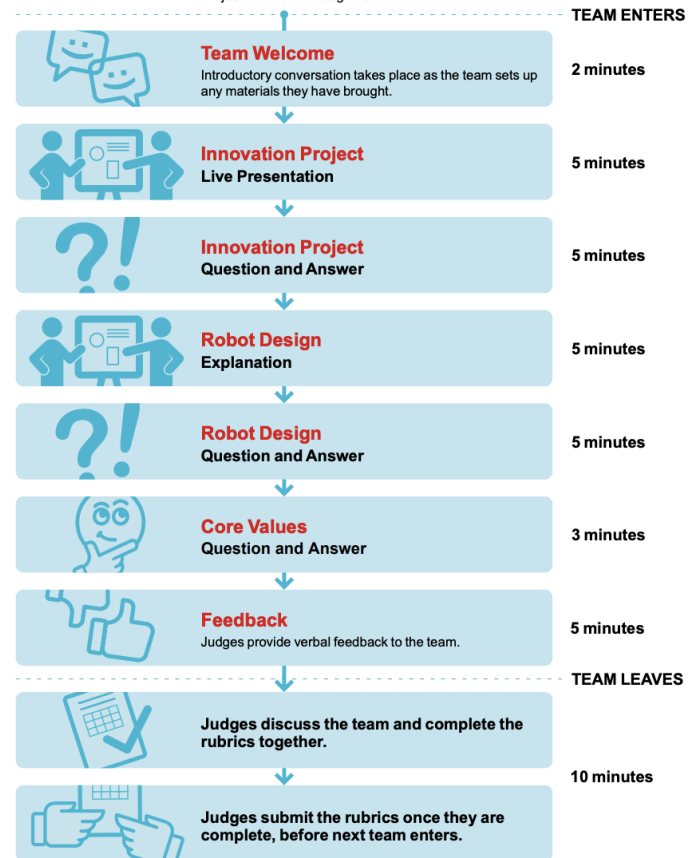 TEAM ENTERS
Team Welcome
Introductory conversation takes place as the team sets up
any materials they have brought.
2 minutes
Innovation Project
Live Presentation
5 minutes
Innovation Project
Question and Answer
5 minutes
Robot Design
Explanation
5 minutes
Robot Design
Question and Answer
5 minutes
Core Values
Question and Answer
3 minutes
Feedback
Judges provide verbal feedback to the team.
5 minutes
TEAM LEAVES
Judges discuss the team and complete the
rubrics together.
10 minutes
Judges submit the rubrics once they are
complete, before next team enters.